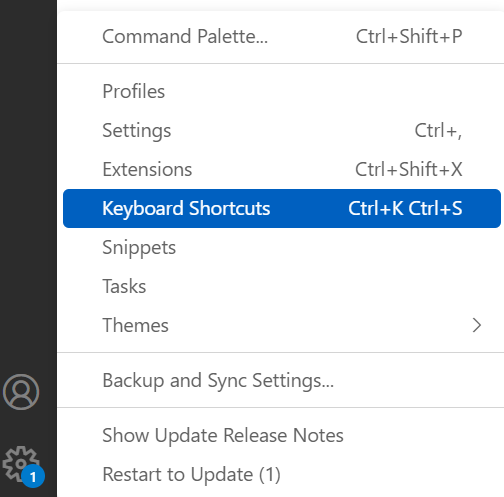 Command Palette... Ctrl+Shift+P
Profiles
Settings Ctrl+,
Extensions Ctrl+Shift+X
Keyboard Shortcuts Ctrl+K Ctrl+S
Snippets
Tasks
Themes
Backup and Sync Settings...
Show Update Release Notes
Restart to Update (1)
1